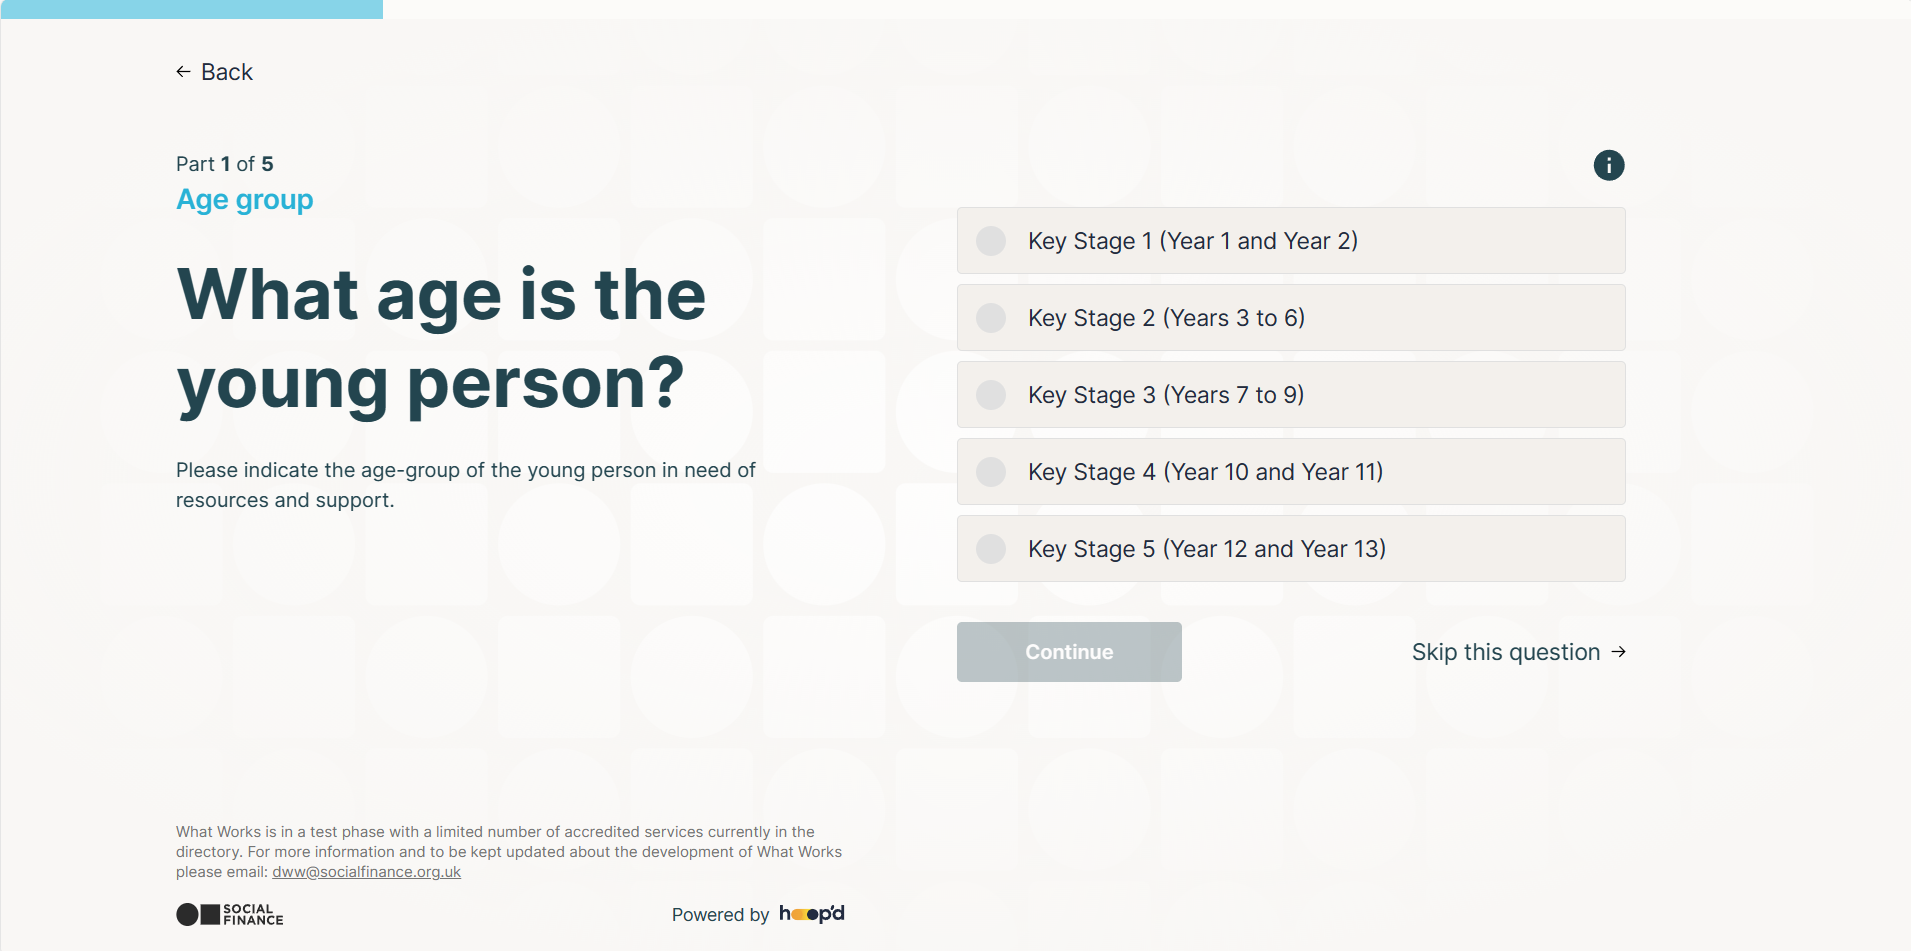 ← Back
Part 1 of 5
Age group
What age is the
young person?
Please indicate the age-group of the young person in need of
resources and support.
i
Key Stage 1 (Year 1 and Year 2)
Key Stage 2 (Years 3 to 6)
Key Stage 3 (Years 7 to 9)
Key Stage 4 (Year 10 and Year 11)
Key Stage 5 (Year 12 and Year 13)
Continue
Skip this question →
What Works is in a test phase with a limited number of accredited services currently in the
directory. For more information and to be kept updated about the development of What Works
please email: dww@socialfinance.org.uk
SOCIAL
FINANCE
Powered by hoop'd